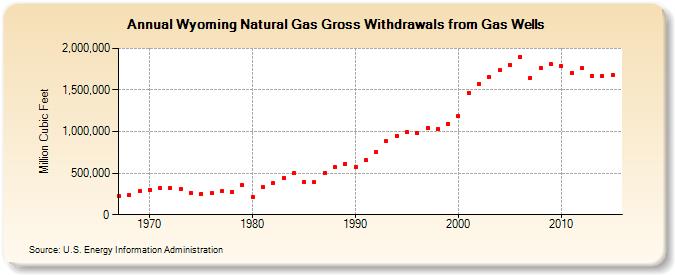 Annual Wyoming Natural Gas Gross Withdrawals from Gas Wells
Million Cubic Feet
2,000,000
1,500,000
1,000,000
500,000
0
1970 1980 1990 2000 2010
Source: U.S. Energy Information Administration